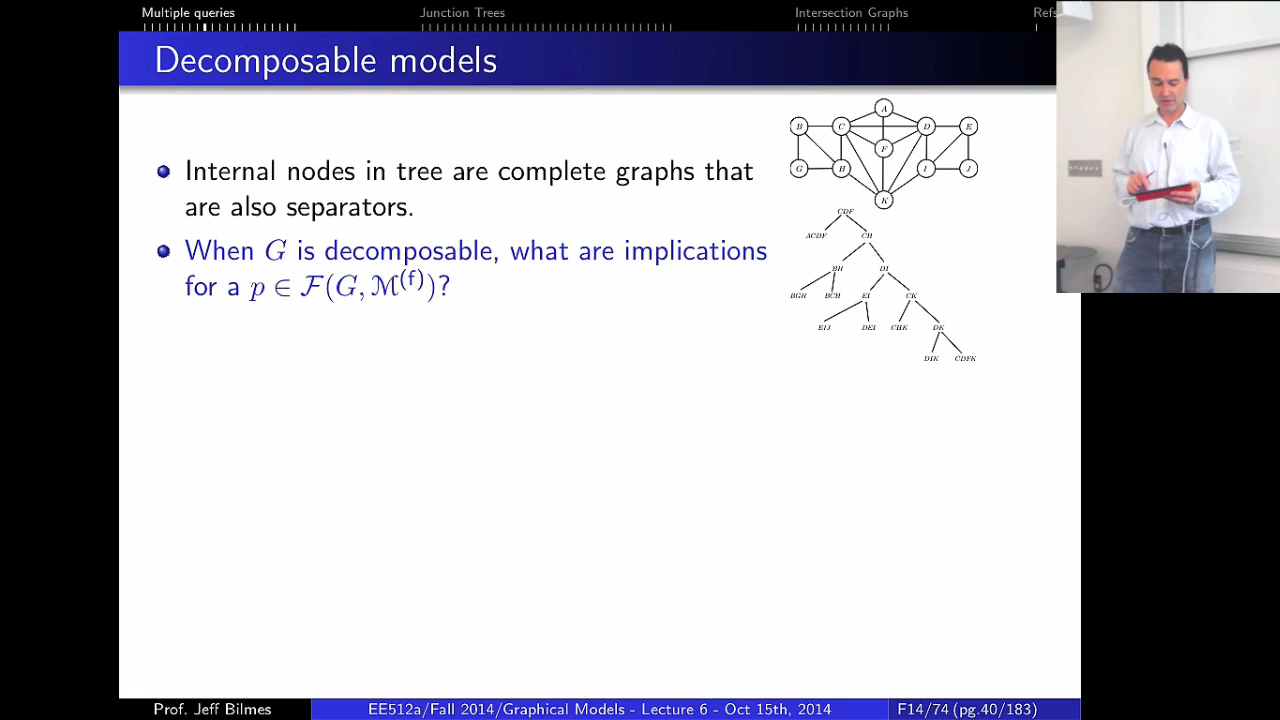 Multiple queries Junction Trees Intersection Graphs Refs
Decomposable models
Internal nodes in tree are complete graphs that
are also separators.
When G is decomposable, what are implications
for a p ∈ F(G, M^(f))?
A
B C D E
F
G H I J
K
CDF
ACDF CH
BH DI
BGH BCH EI CK
EIJ DEI CHK DK
DIK CDFK
Prof. Jeff Bilmes EE512a/Fall 2014/Graphical Models - Lecture 6 - Oct 15th, 2014 F14/74 (pg.40/183)